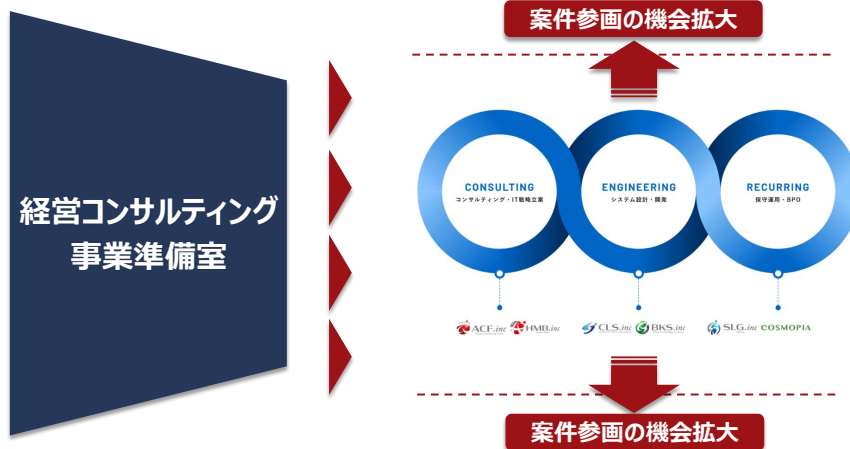 案件参画の機会拡大
経営コンサルティング
事業準備室
CONSULTING
コンサルティング・IT戦略立案
ENGINEERING
システム設計・開発
RECURRING
保守運用・BPO
ACF.inc
HMB.inc
CLS.inc
BKS.inc
SLG.inc
COSMOPIA
案件参画の機会拡大